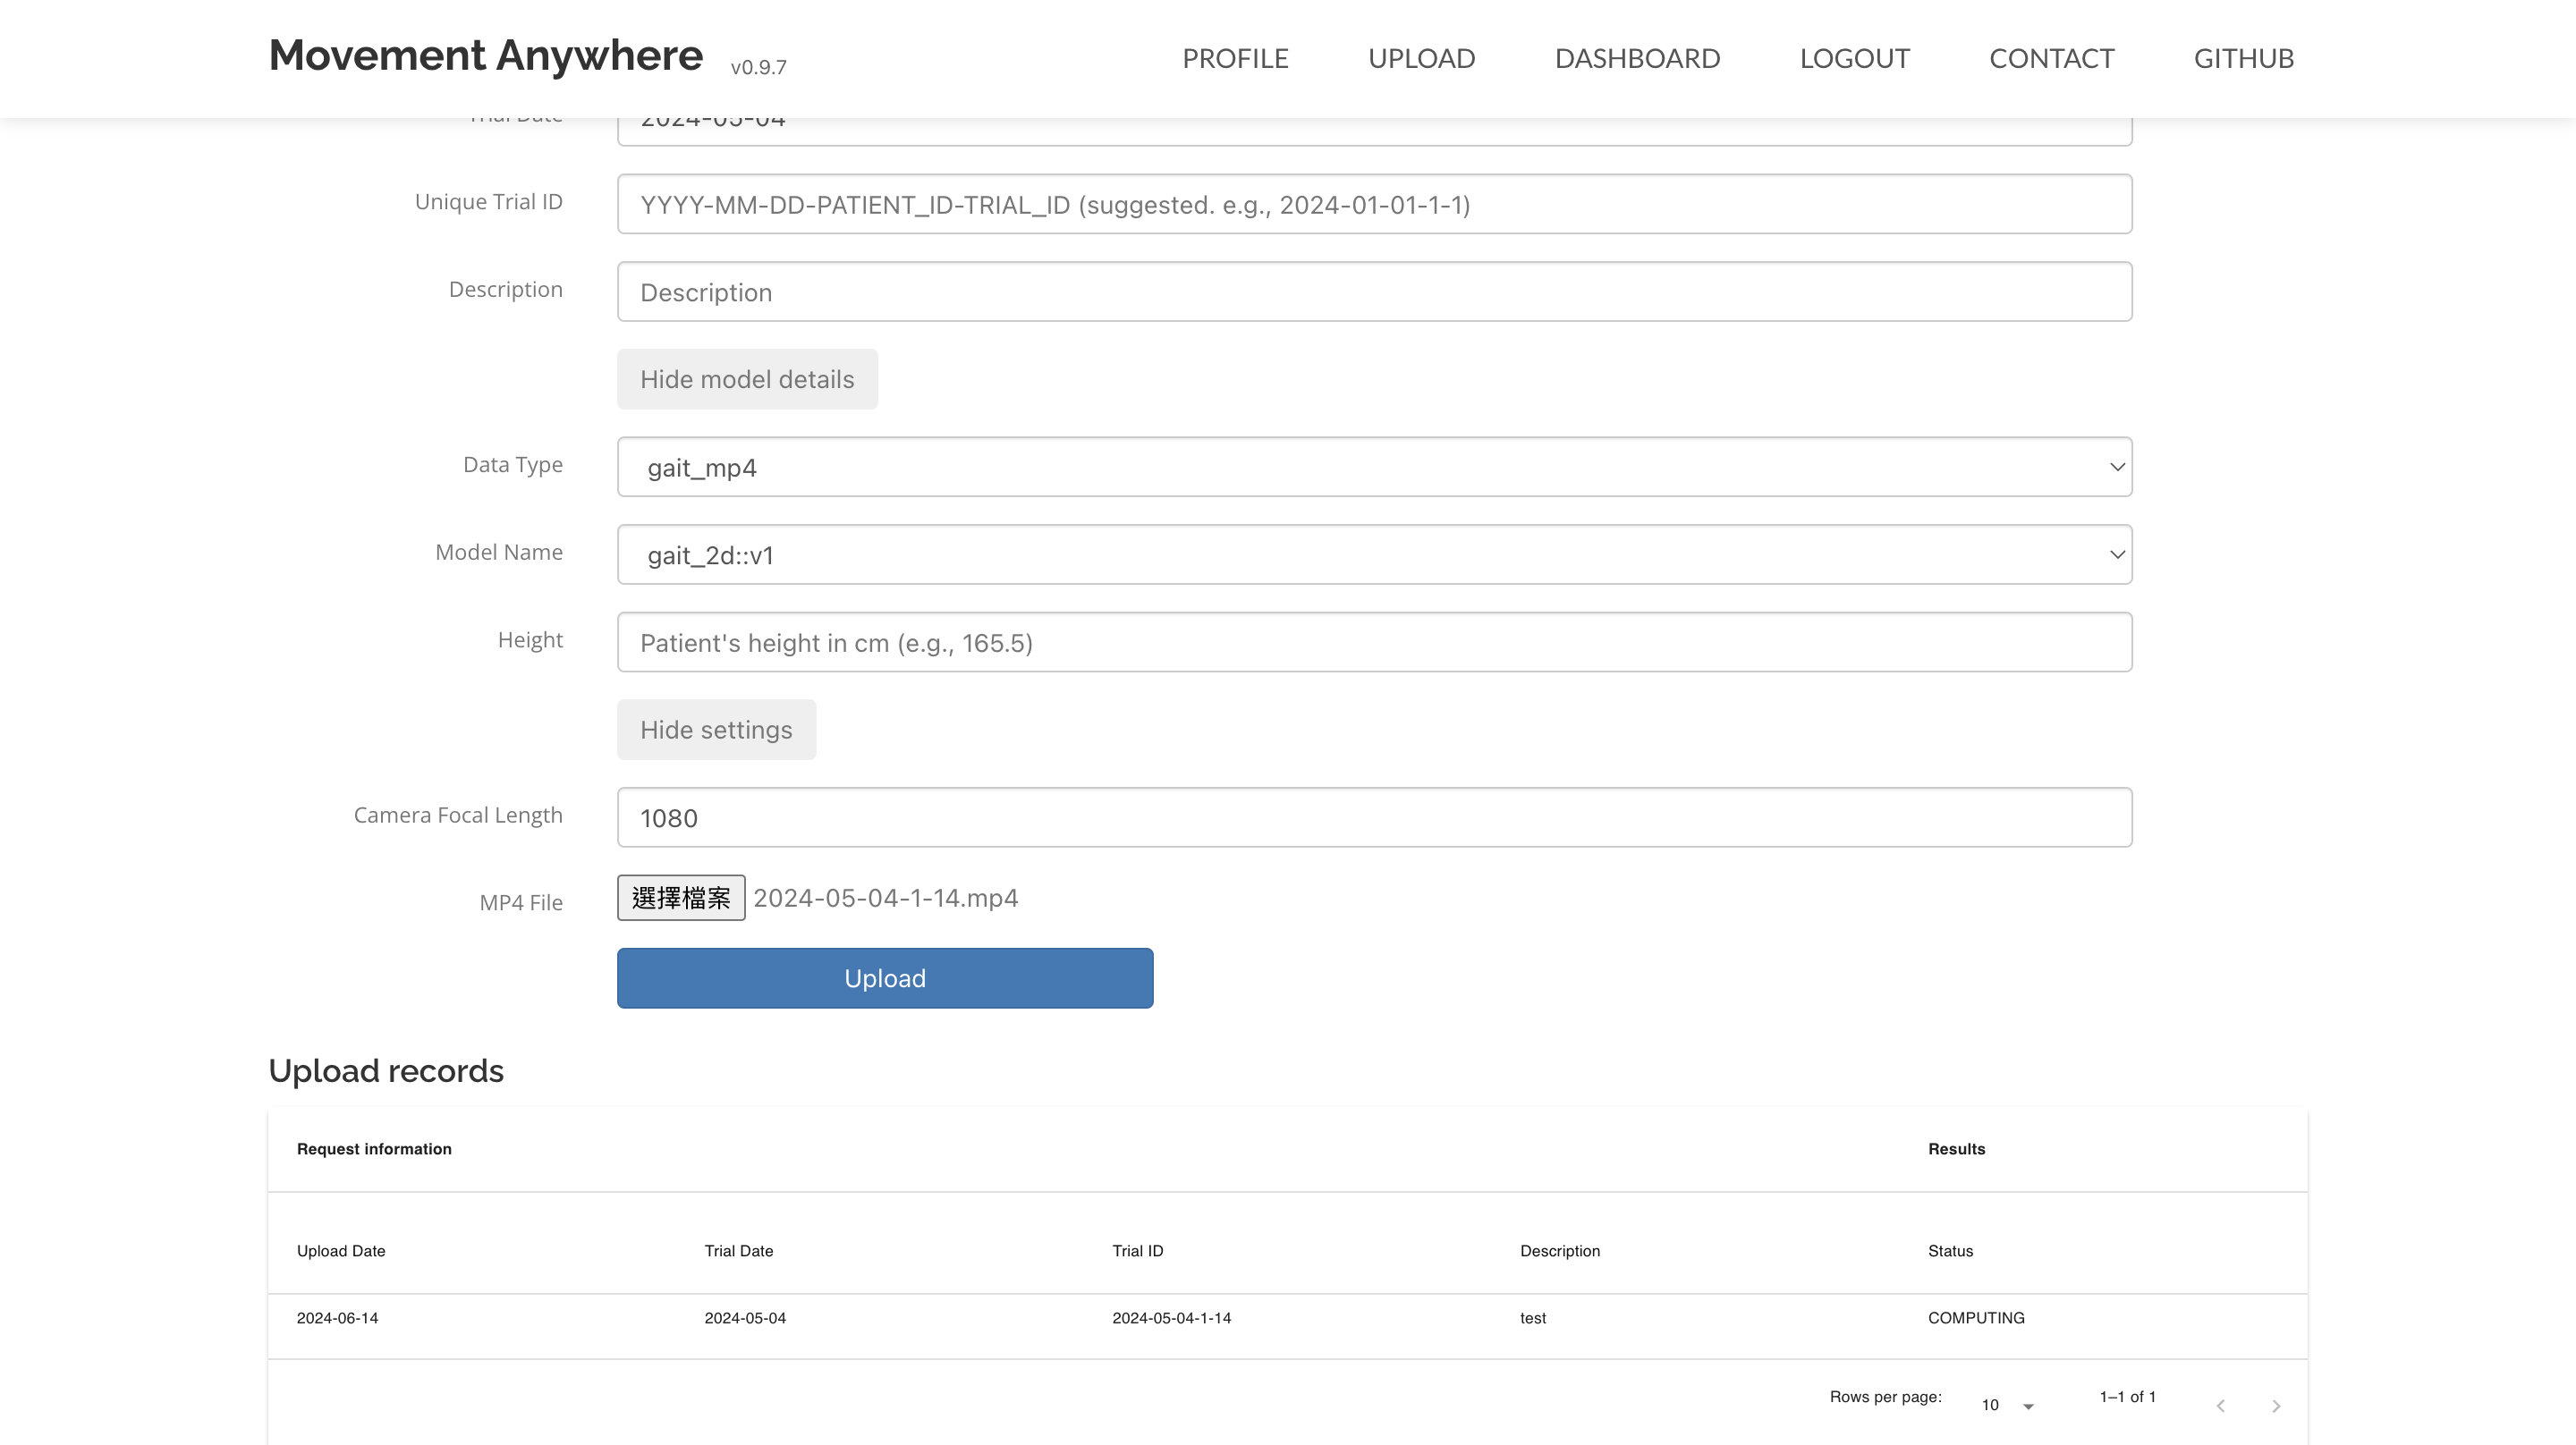 Movement Anywhere v0.9.7 PROFILE UPLOAD DASHBOARD LOGOUT CONTACT GITHUB
Trial Date 2024-05-04
Unique Trial ID YYYY-MM-DD-PATIENT_ID-TRIAL_ID (suggested. e.g., 2024-01-01-1-1)
Description Description
Hide model details
Data Type gait_mp4
Model Name gait_2d::v1
Height Patient's height in cm (e.g., 165.5)
Hide settings
Camera Focal Length 1080
MP4 File 選擇檔案 2024-05-04-1-14.mp4
Upload
Upload records
Request information Results
Upload Date Trial Date Trial ID Description Status
2024-06-14 2024-05-04 2024-05-04-1-14 test COMPUTING
Rows per page: 10 1–1 of 1